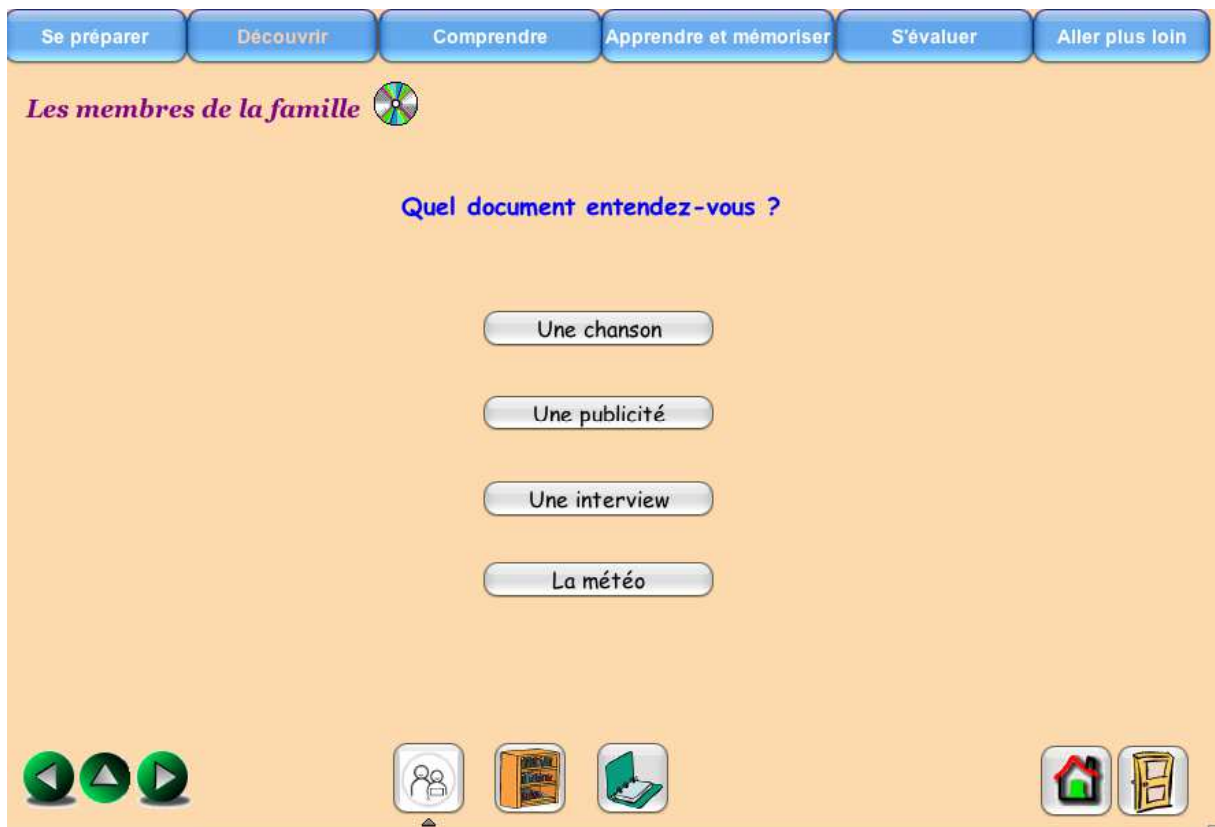 Se préparer
Découvrir
Comprendre
Apprendre et mémoriser
S'évaluer
Aller plus loin
Les membres de la famille
Quel document entendez-vous ?
Une chanson
Une publicité
Une interview
La météo